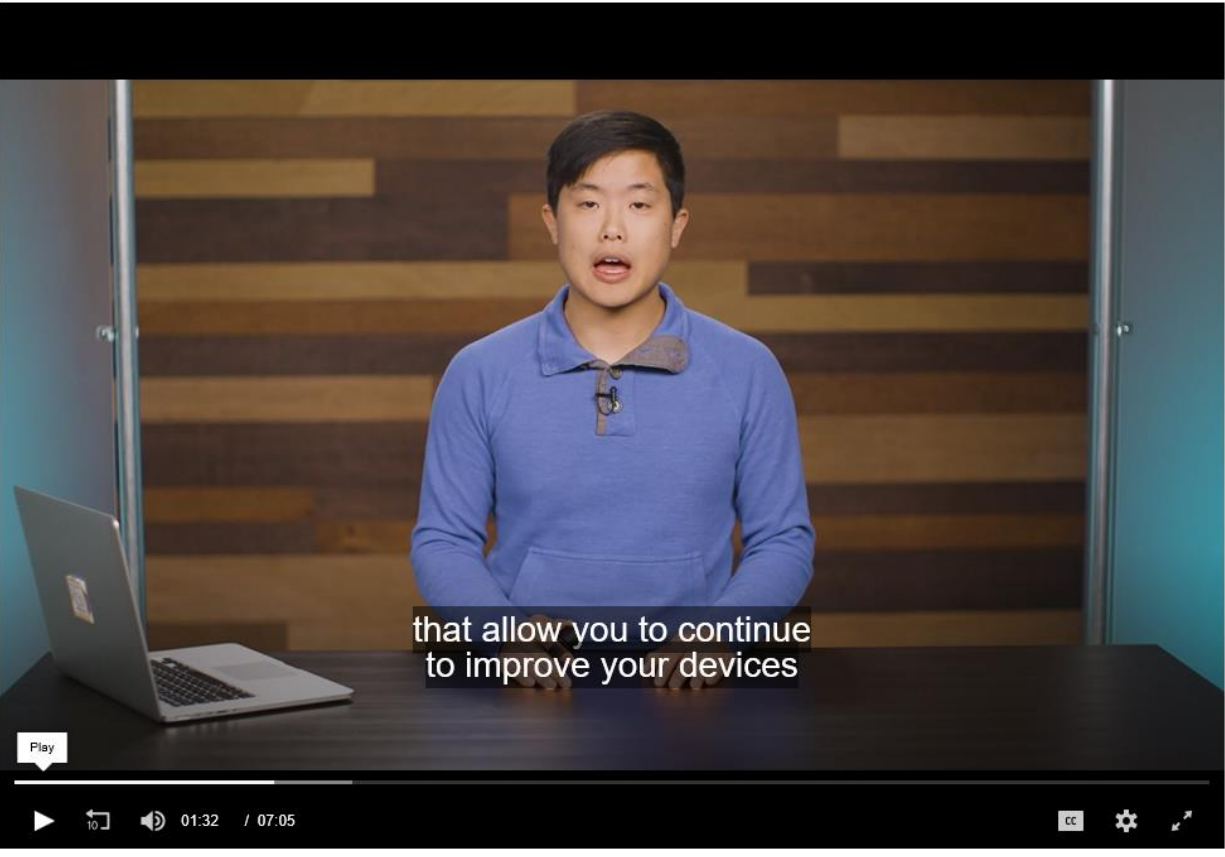 that allow you to continue
to improve your devices
Play
10
01:32 / 07:05
CC